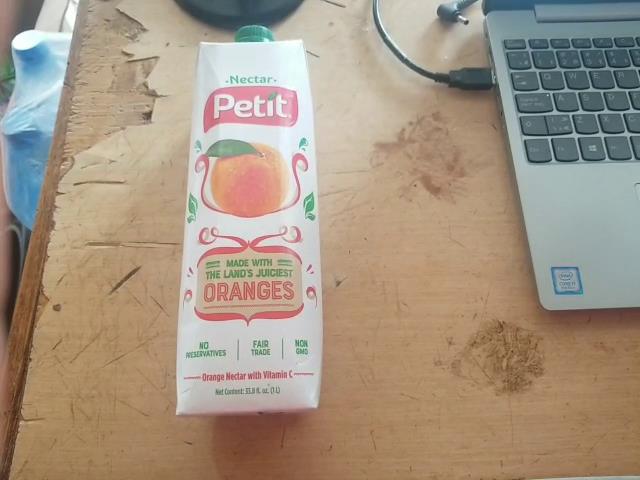 ·Nectar·
Petit
MADE WITH
THE LAND'S JUICIEST
ORANGES
NO
PRESERVATIVES
FAIR
TRADE
NON
GMO
Orange Nectar with Vitamin C
Net Content: 33.8 fl. oz. (1 L)